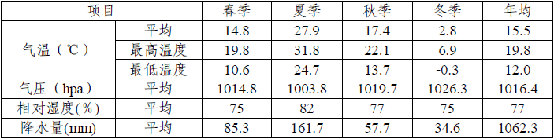 项目 春季 夏季 秋季 冬季 年均
气温（℃） 平均 14.8 27.9 17.4 2.8 15.5
最高温度 19.8 31.8 22.1 6.9 19.8
最低温度 10.6 24.7 13.7 -0.3 12.0
气压（hpa） 平均 1014.8 1003.8 1019.7 1026.3 1016.4
相对湿度(%) 平均 75 82 77 75 77
降水量(mm) 平均 85.3 161.7 57.7 34.6 1062.3